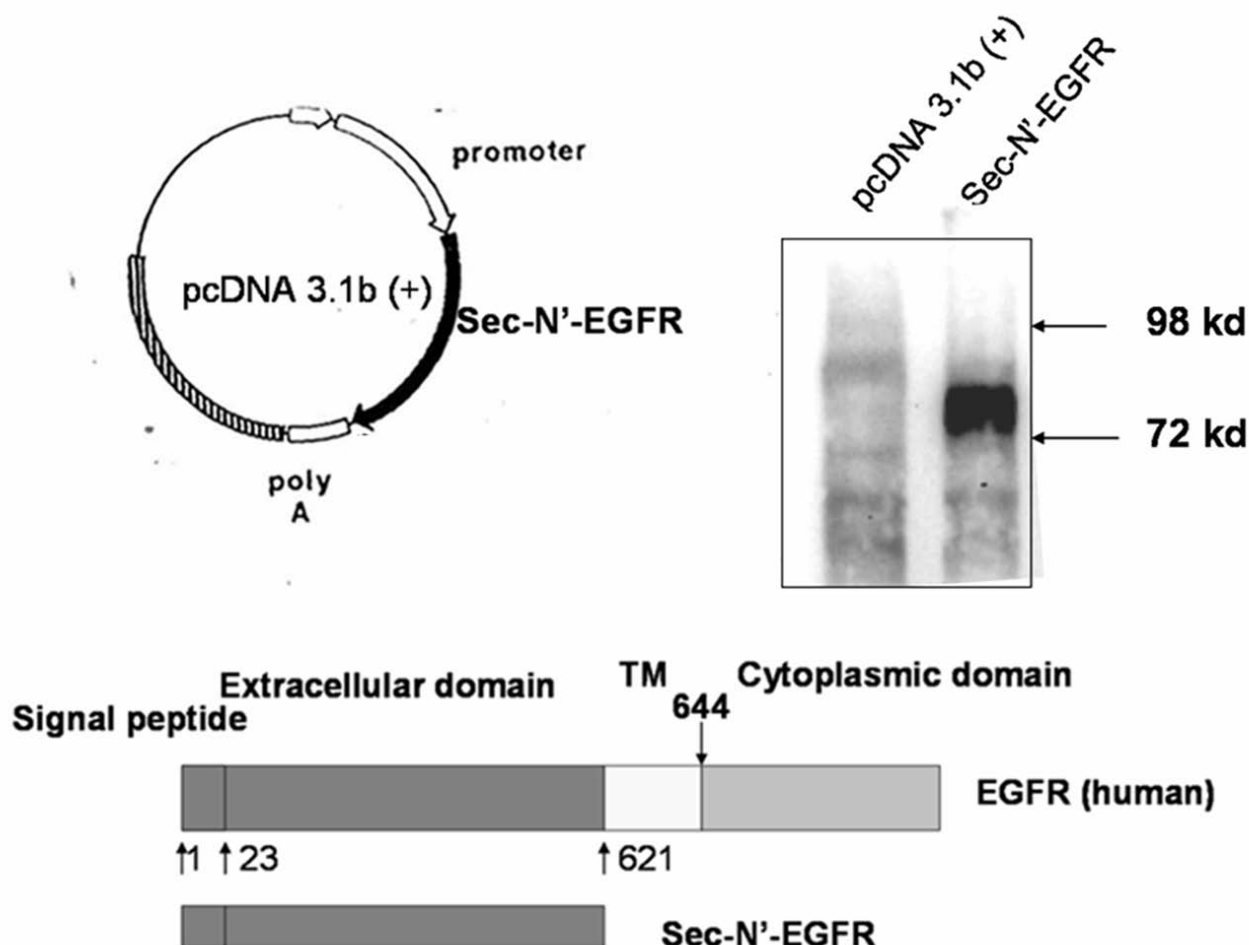 pcDNA 3.1b (+)
Sec-N'-EGFR
promoter
pcDNA 3.1b (+)
Sec-N'-EGFR
98 kd
72 kd
poly
A
Extracellular domain
TM
Cytoplasmic domain
644
Signal peptide
EGFR (human)
1
23
621
Sec-N'-EGFR